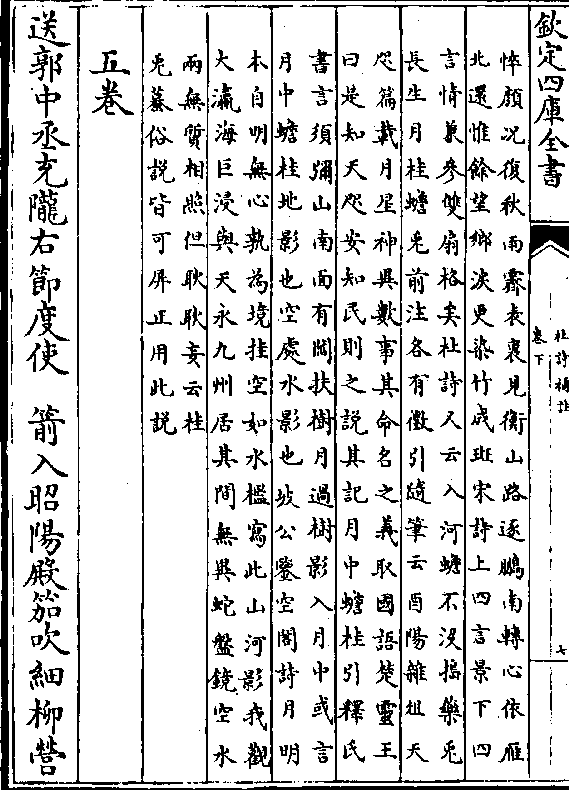 欽定四庫全書
杜詩補註
卷下
七
悴顔况復秋雨霽表裏見衡山路逐鵬南轉心依雁
北還惟餘望鄉淚更染竹成班宋詩上四言景下四
言情兼參雙扇格矣杜詩又云入河蟾不没搗藥兎
長生月桂蟾兎前注各有徵引隨筆云酉陽雜俎天
咫篇載月星神異數事其命名之義取國語楚靈王
曰是知天咫安知民則之説其記月中蟾桂引釋氏
書言須彌山南面有閻扶樹月過樹影入月中或言
月中蟾桂地影也空處水影也坡公鑒空閣詩月明
本自明無心孰為境挂空如水檻寫此山河影我觀
大瀛海巨浸與天永九州居其間無異蛇盤鏡空水
兩無質相照但耿耿妄云桂
兎蟇俗説皆可屏正用此説
五卷
送郭中丞充隴右節度使　箭入昭陽殿笳吹細柳營